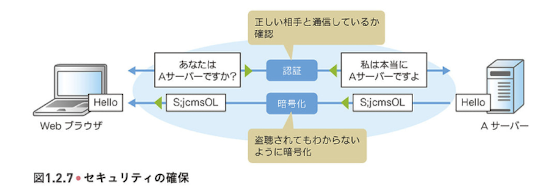 正しい相手と通信しているか
確認
あなたは
Aサーバーですか？
認証
私は本当に
Aサーバーですよ
Hello
S;jcmsOL
暗号化
S;jcmsOL
Hello
Web ブラウザ
A サーバー
盗聴されてもわからない
ように暗号化
図1.2.7•セキュリティの確保